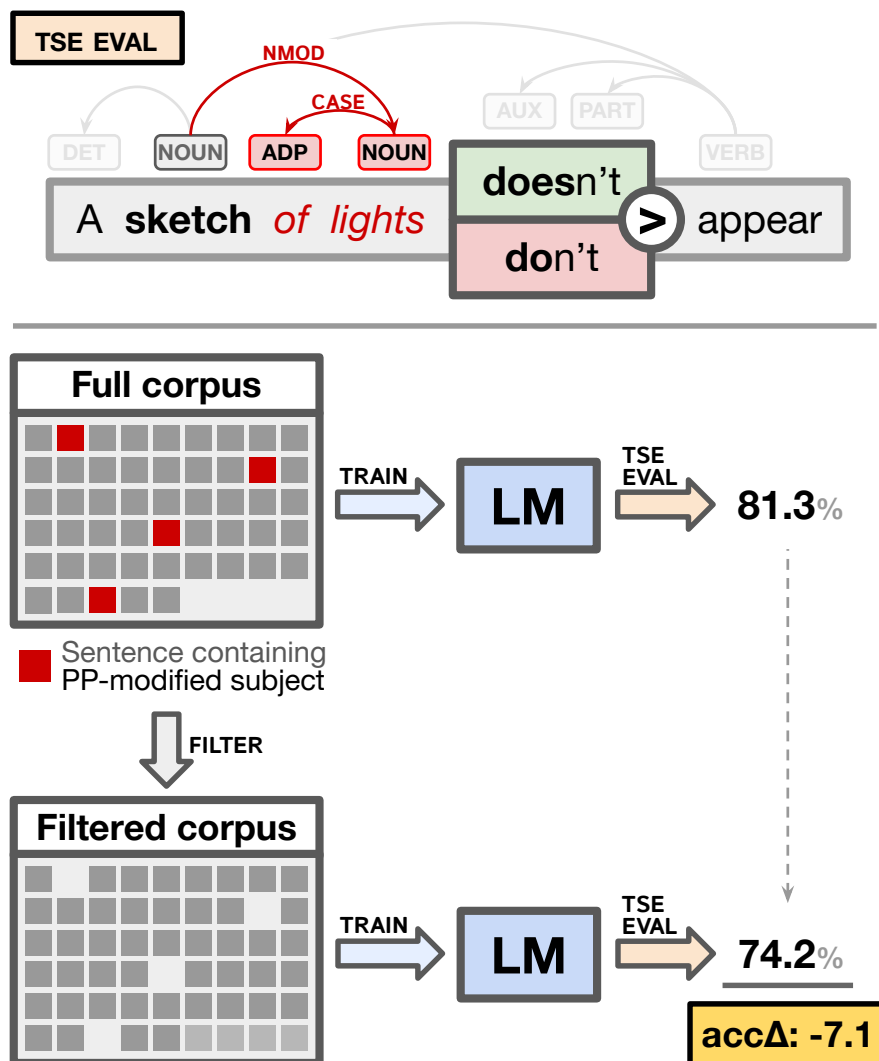 TSE EVAL
NMOD
CASE
AUX PART
DET NOUN ADP NOUN VERB
doesn't
A sketch of lights > appear
don't
Full corpus
TRAIN
LM
TSE
EVAL
81.3%
Sentence containing
PP-modified subject
FILTER
Filtered corpus
TRAIN
LM
TSE
EVAL
74.2%
accΔ: -7.1